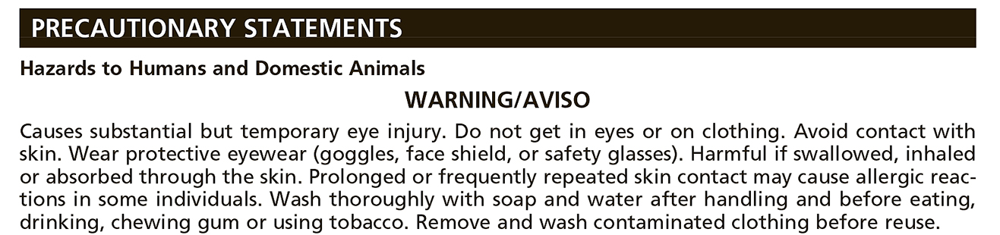 PRECAUTIONARY STATEMENTS
Hazards to Humans and Domestic Animals
WARNING/AVISO
Causes substantial but temporary eye injury. Do not get in eyes or on clothing. Avoid contact with
skin. Wear protective eyewear (goggles, face shield, or safety glasses). Harmful if swallowed, inhaled
or absorbed through the skin. Prolonged or frequently repeated skin contact may cause allergic reac-
tions in some individuals. Wash thoroughly with soap and water after handling and before eating,
drinking, chewing gum or using tobacco. Remove and wash contaminated clothing before reuse.